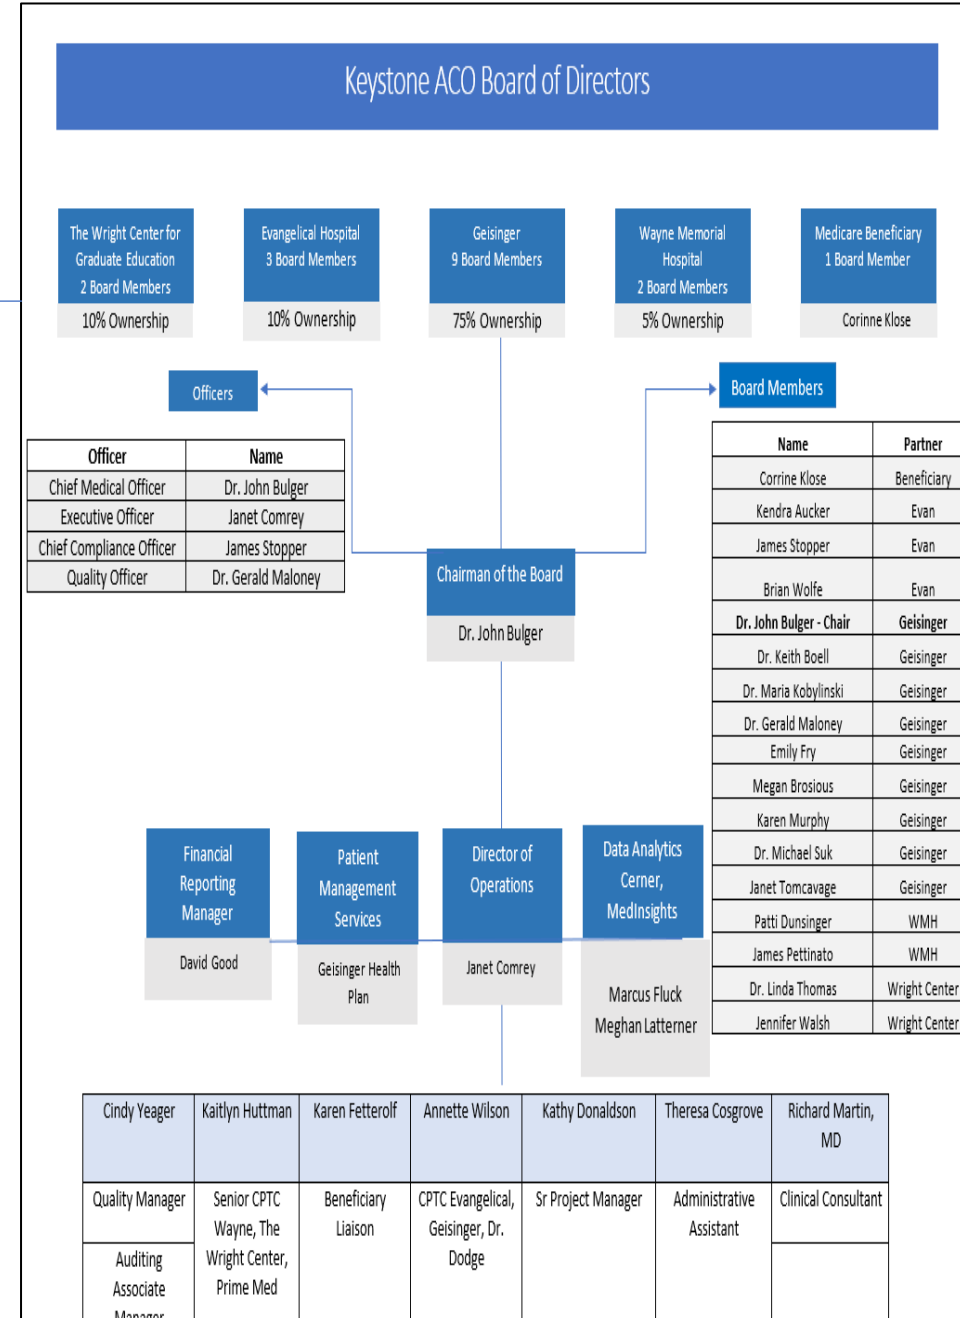 Keystone ACO Board of Directors
The Wright Center for
Graduate Education
2 Board Members
10% Ownership
Evangelical Hospital
3 Board Members
10% Ownership
Geisinger
9 Board Members
75% Ownership
Wayne Memorial
Hospital
2 Board Members
5% Ownership
Medicare Beneficiary
1 Board Member
Corinne Klose
Officers
Board Members
Officer Name
Chief Medical Officer Dr. John Bulger
Executive Officer Janet Comrey
Chief Compliance Officer James Stopper
Quality Officer Dr. Gerald Maloney
Chairman of the Board
Dr. John Bulger
Name Partner
Corrine Klose Beneficiary
Kendra Aucker Evan
James Stopper Evan
Brian Wolfe Evan
Dr. John Bulger - Chair Geisinger
Dr. Keith Boell Geisinger
Dr. Maria Kobylinski Geisinger
Dr. Gerald Maloney Geisinger
Emily Fry Geisinger
Megan Brosious Geisinger
Karen Murphy Geisinger
Dr. Michael Suk Geisinger
Janet Tomcavage Geisinger
Patti Dunsinger WMH
James Pettinato WMH
Dr. Linda Thomas Wright Center
Jennifer Walsh Wright Center
Financial
Reporting
Manager
David Good
Patient
Management
Services
Geisinger Health
Plan
Director of
Operations
Janet Comrey
Data Analytics
Cerner,
MedInsights
Marcus Fluck
Meghan Latterner
Cindy Yeager
Quality Manager
Auditing
Associate
Manager
Kaitlyn Huttman
Senior CPTC
Wayne, The
Wright Center,
Prime Med
Karen Fetterolf
Beneficiary
Liaison
Annette Wilson
CPTC Evangelical,
Geisinger, Dr.
Dodge
Kathy Donaldson
Sr Project Manager
Theresa Cosgrove
Administrative
Assistant
Richard Martin,
MD
Clinical Consultant